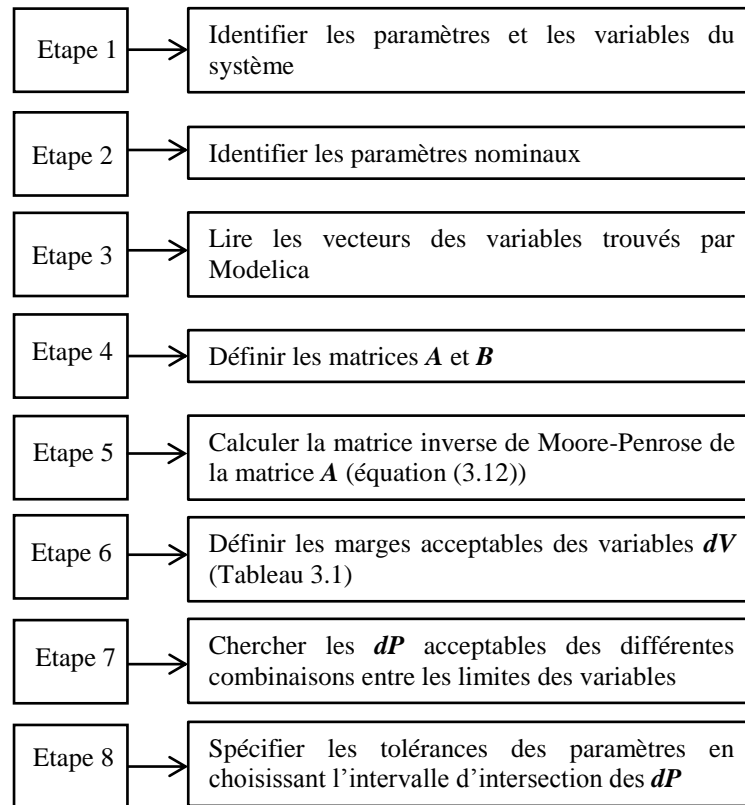 Etape 1
Identifier les paramètres et les variables du
système
Etape 2
Identifier les paramètres nominaux
Etape 3
Lire les vecteurs des variables trouvés par
Modelica
Etape 4
Définir les matrices A et B
Etape 5
Calculer la matrice inverse de Moore-Penrose de
la matrice A (équation (3.12))
Etape 6
Définir les marges acceptables des variables dV
(Tableau 3.1)
Etape 7
Chercher les dP acceptables des différentes
combinaisons entre les limites des variables
Etape 8
Spécifier les tolérances des paramètres en
choisissant l’intervalle d’intersection des dP